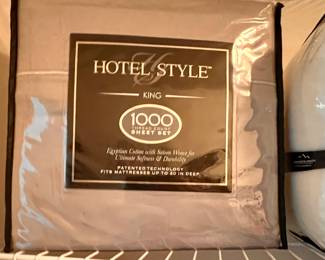 HOTEL STYLE™
KING
1000
THREAD COUNT
SHEET SET
Egyptian Cotton with Sateen Weave for
Ultimate Softness & Durability
PATENTED TECHNOLOGY
FITS MATTRESSES UP TO 20 IN DEEP